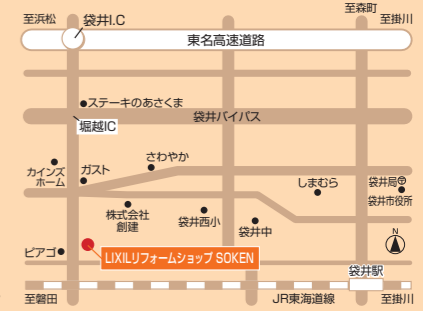 至浜松
袋井I.C
至森町
至掛川
東名高速道路
ステーキのあさくま
袋井バイパス
堀越IC
カインズ
ホーム
ガスト
さわやか
しまむら
袋井局
袋井市役所
株式会社
創建
袋井西小
袋井中
N
ピアゴ
LIXILリフォームショップ SOKEN
袋井駅
至磐田
JR東海道線
至掛川